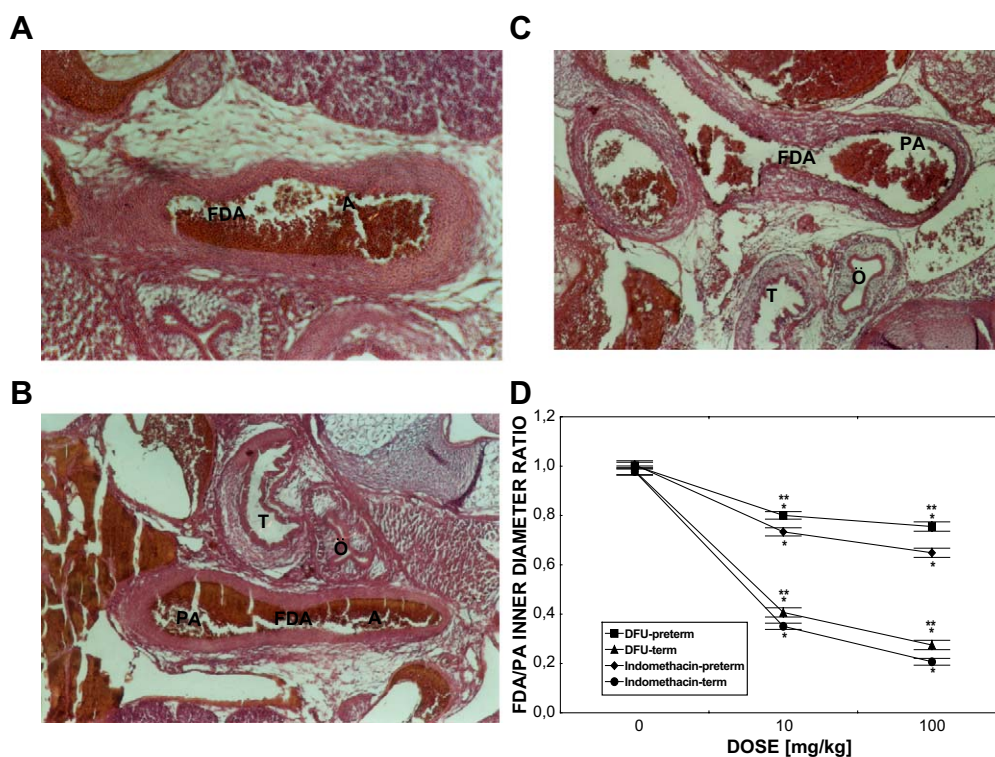 A
FDA
A
B
T
Ö
PA
FDA
A
C
FDA
PA
T
Ö
D
FDA/PA INNER DIAMETER RATIO
1,2
1,0
0,8
0,6
0,4
0,2
0,0
**
*
*
**
*
*
**
*
*
**
*
*
DFU-preterm
DFU-term
Indomethacin-preterm
Indomethacin-term
0 10 100
DOSE [mg/kg]